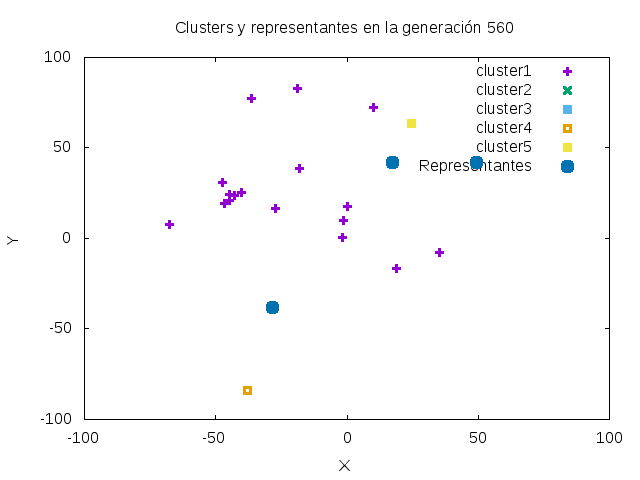 Clusters y representantes en la generación 560
100
50
0
-50
-100
-100
-50
0
50
100
Y
X
cluster1
cluster2
cluster3
cluster4
cluster5
Representantes